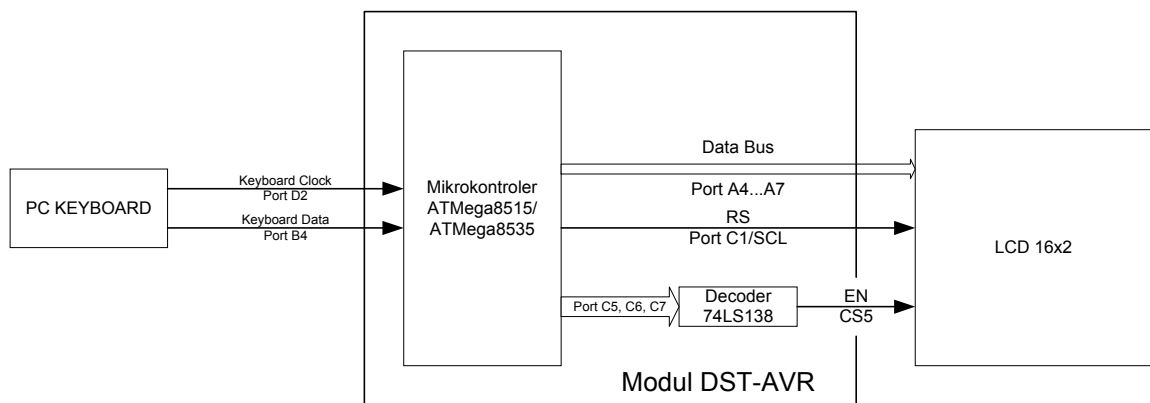 PC KEYBOARD
Keyboard Clock
Port D2
Keyboard Data
Port B4
Mikrokontroler
ATMega8515/
ATMega8535
Data Bus
Port A4...A7
RS
Port C1/SCL
Port C5, C6, C7
Decoder
74LS138
EN
CS5
LCD 16x2
Modul DST-AVR